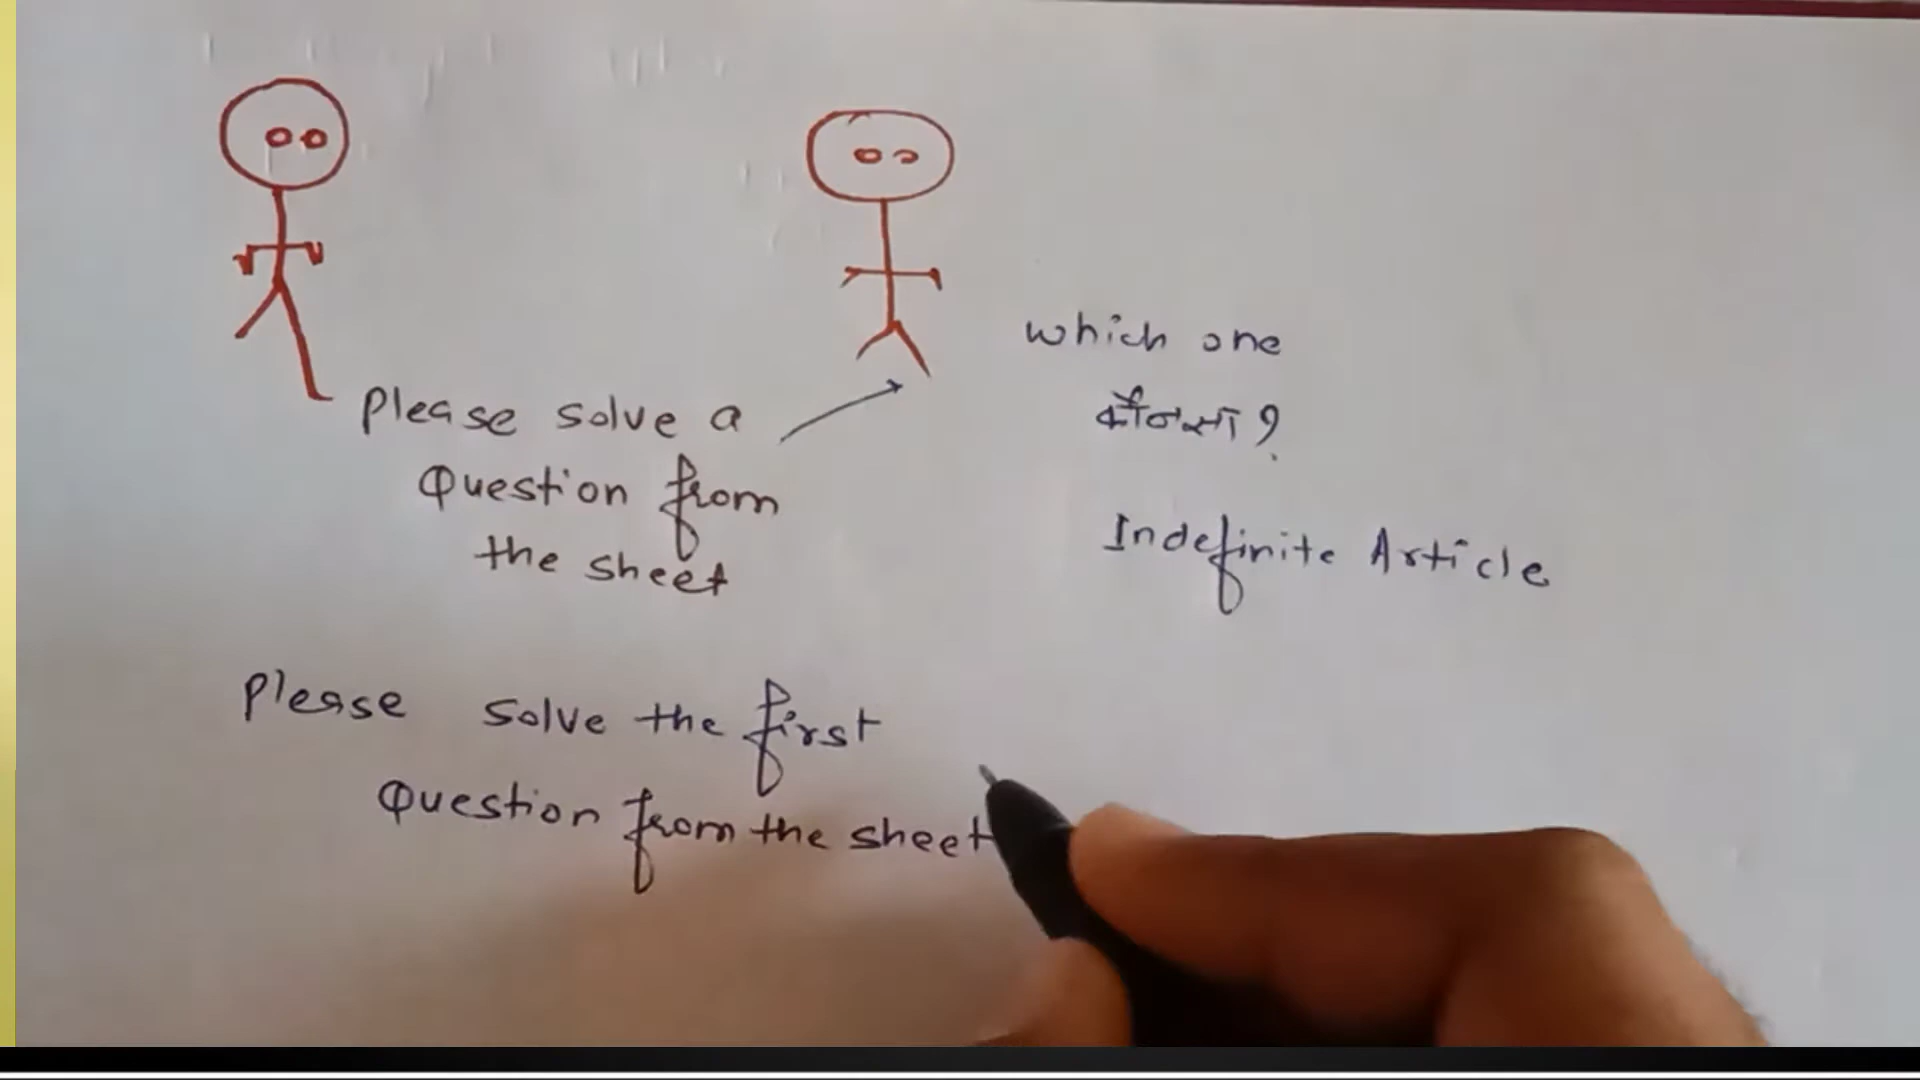 Please solve a
Question from
the sheet
which one
कौनसा?
Indefinite Article
Please solve the first
Question from the sheet